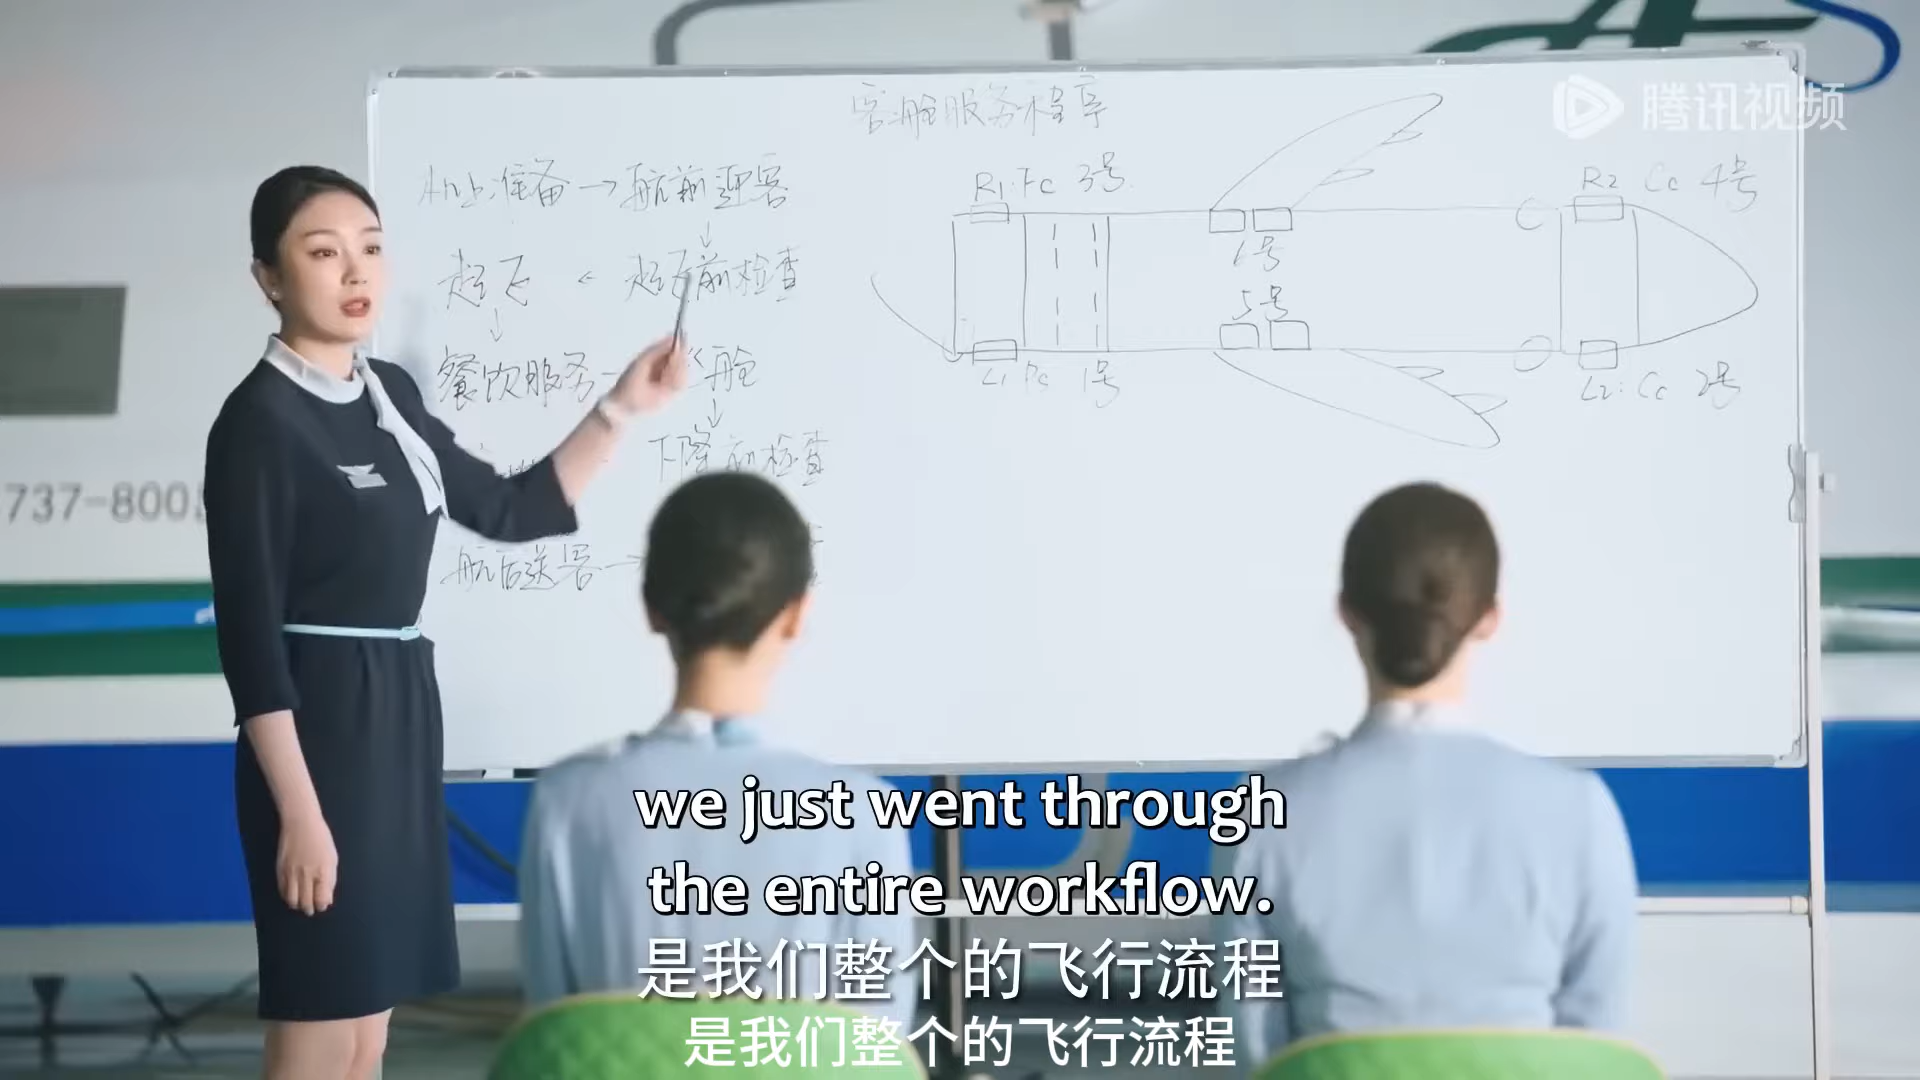 腾讯视频
客舱服务程序
机上准备→航前迎客
R1:FC 3号
R2 CC 4号
起飞 ← 起飞前检查
6号
5号
餐饮服务
舱
L1 PS 1号
L2:CC 2号
下降前检查
737-800
航后送客→
we just went through
the entire workflow.
是我们整个的飞行流程
是我们整个的飞行流程